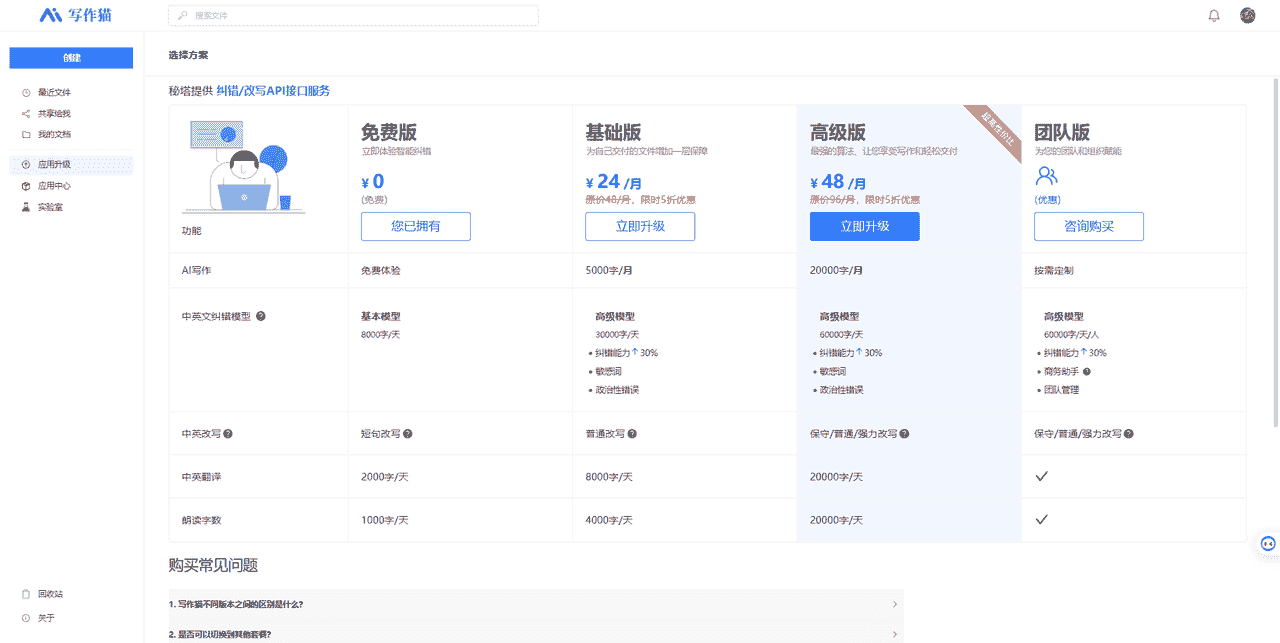 写作猫
搜索文件
创建
最近文件
共享给我
我的文档
应用升级
应用中心
实验室
回收站
关于
选择方案
秘塔提供 纠错/改写API接口服务
功能
免费版
立即体验智能纠错
¥ 0
(免费)
您已拥有
基础版
为自己交付的文件增加一层保障
¥ 24 /月
原价48/月，限时5折优惠
立即升级
高级版
最强的算法，让您享受写作和轻松交付
¥ 48 /月
原价96/月，限时5折优惠
立即升级
超高性价比
团队版
为您的团队和组织赋能
(优惠)
咨询购买
AI写作 免费体验 5000字/月 20000字/月 按需定制
中英文纠错模型
基本模型
8000字/天
高级模型
30000字/天
• 纠错能力↑30%
• 敏感词
• 政治性错误
高级模型
60000字/天
• 纠错能力↑30%
• 敏感词
• 政治性错误
高级模型
60000字/天/人
• 纠错能力↑30%
• 商务助手
• 团队管理
中英改写 短句改写 普通改写 保守/普通/强力改写 保守/普通/强力改写
中英翻译 2000字/天 8000字/天 20000字/天 ✓
朗读字数 1000字/天 4000字/天 20000字/天 ✓
购买常见问题
1. 写作猫不同版本之间的区别是什么?
2. 是否可以切换到其他套餐?